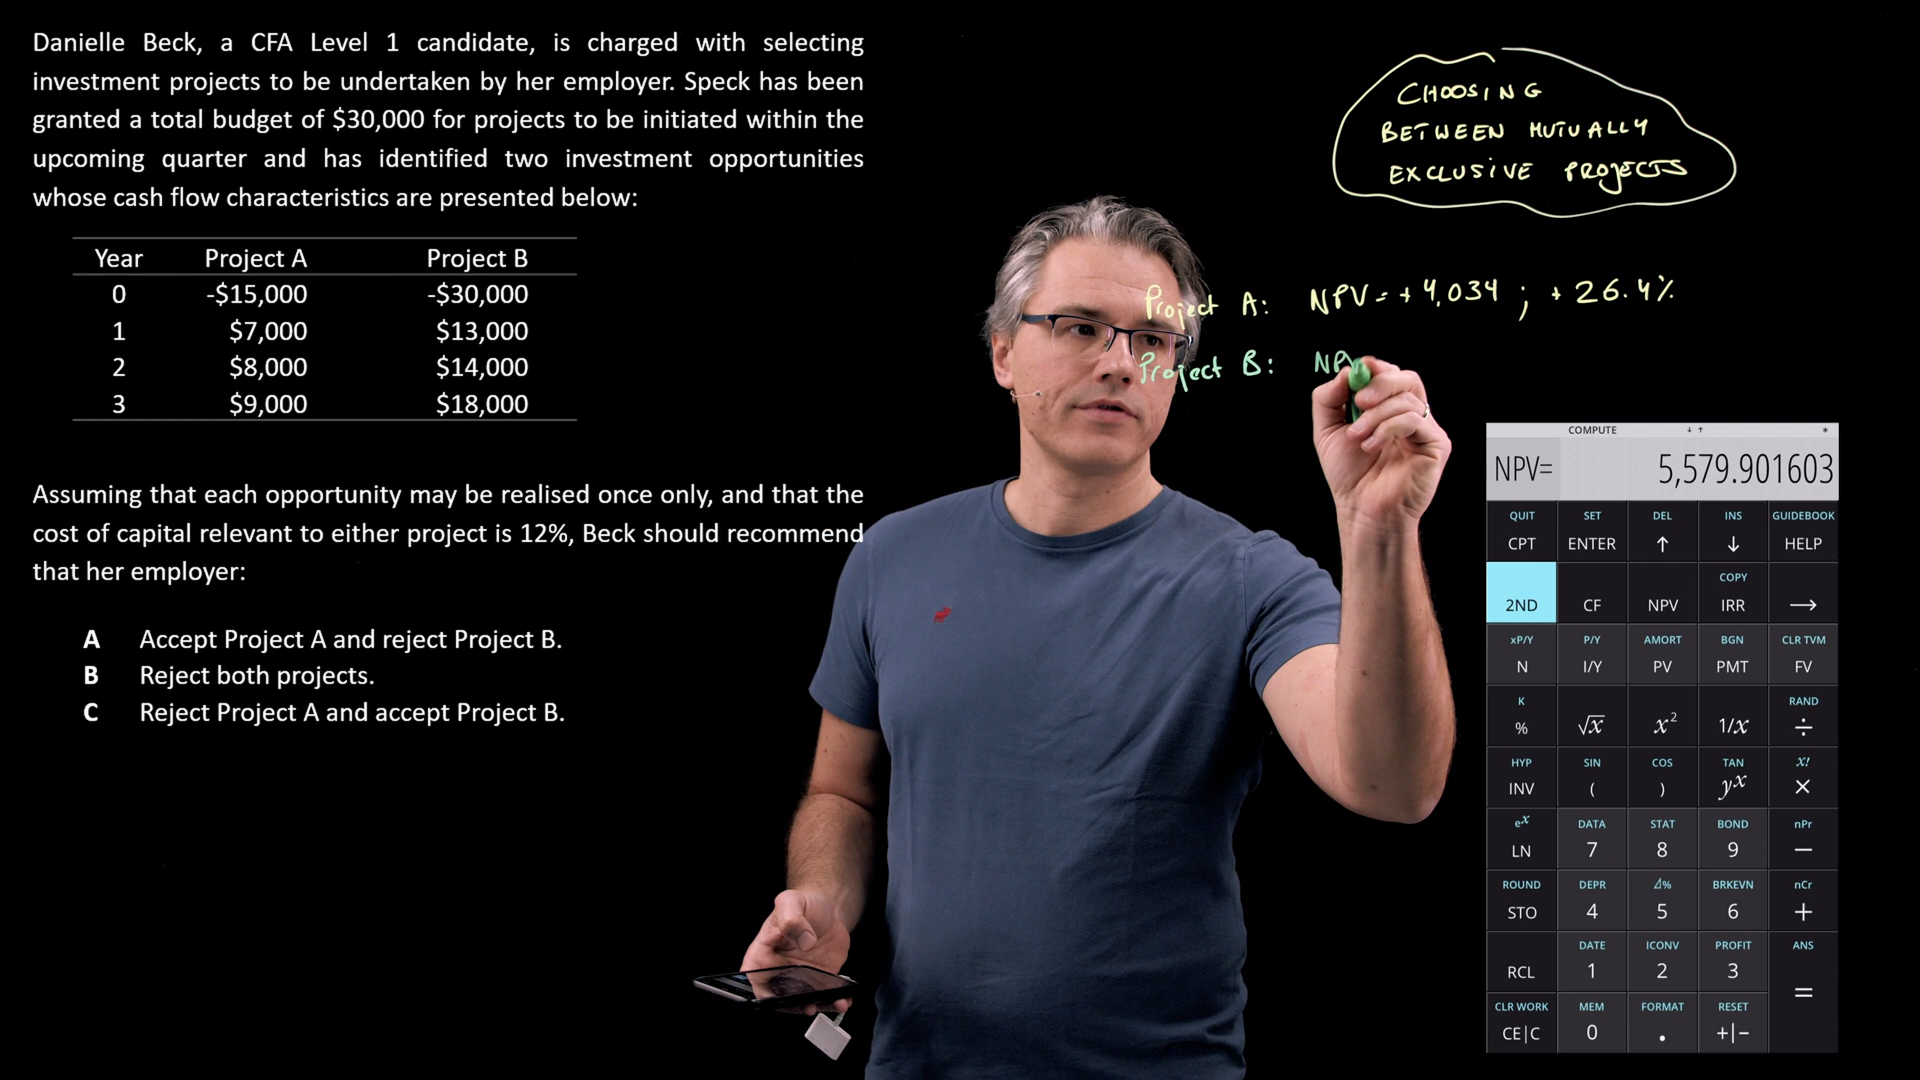 Danielle Beck, a CFA Level 1 candidate, is charged with selecting
investment projects to be undertaken by her employer. Speck has been
granted a total budget of $30,000 for projects to be initiated within the
upcoming quarter and has identified two investment opportunities
whose cash flow characteristics are presented below:
Year Project A Project B
0 -$15,000 -$30,000
1 $7,000 $13,000
2 $8,000 $14,000
3 $9,000 $18,000
Assuming that each opportunity may be realised once only, and that the
cost of capital relevant to either project is 12%, Beck should recommend
that her employer:
A Accept Project A and reject Project B.
B Reject both projects.
C Reject Project A and accept Project B.
CHOOSING
BETWEEN MUTUALLY
EXCLUSIVE PROJECTS
Project A: NPV = + 4,034 ; + 26.4%
Project B: NPV
COMPUTE ↓ ↑ *
NPV= 5,579.901603
QUIT SET DEL INS GUIDEBOOK
CPT ENTER ↑ ↓ HELP
COPY
2ND CF NPV IRR →
xP/Y P/Y AMORT BGN CLR TVM
N I/Y PV PMT FV
K RAND
% √x x² 1/x ÷
HYP SIN COS TAN x!
INV ( ) yˣ ×
eˣ DATA STAT BOND nPr
LN 7 8 9 −
ROUND DEPR Δ% BRKEVN nCr
STO 4 5 6 +
DATE ICONV PROFIT ANS
RCL 1 2 3 =
CLR WORK MEM FORMAT RESET
CE|C 0 . +|−